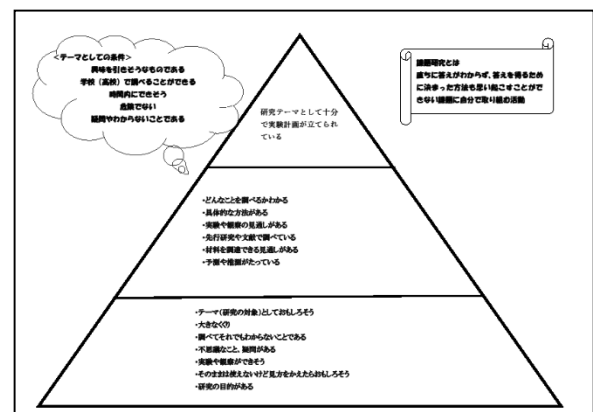 ＜テーマとしての条件＞
興味を引きそうなものである
学校（高校）で調べることができる
時間内にできそう
危険でない
疑問やわからないことである
課題研究とは
直ちに答えがわからず、答えを得るため
に決まった方法も思い起こすことがで
きない課題に自分で取り組の活動
研究テーマとして十分
で実験計画が立てられ
ている
・どんなことを調べるかわかる
・具体的な方法がある
・実験や観察の見通しがある
・先行研究や文献で調べている
・材料を調達できる見通しがある
・予想や推測がたっている
・テーマ（研究の対象）としておもしろそう
・大きなく(?)
・調べてそれでもわからないことである
・不思議なこと、疑問がある
・実験や観察ができそう
・そのままは使えないけど見方をかえたらおもしろそう
・研究の目的がある